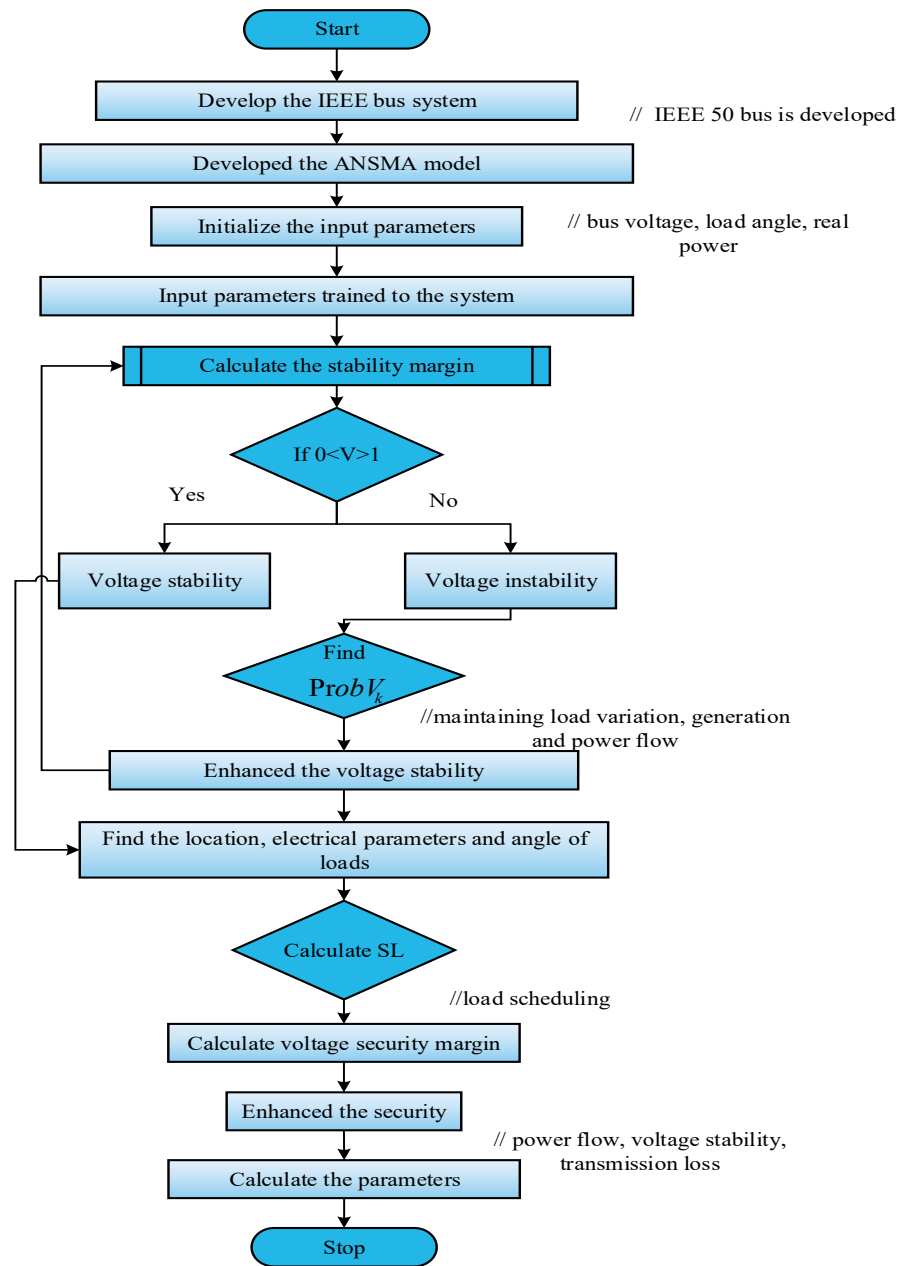 Start
Develop the IEEE bus system
// IEEE 50 bus is developed
Developed the ANSMA model
Initialize the input parameters
// bus voltage, load angle, real
power
Input parameters trained to the system
Calculate the stability margin
If 0<V>1
Yes
No
Voltage stability
Voltage instability
Find
ProbV_k
//maintaining load variation, generation
and power flow
Enhanced the voltage stability
Find the location, electrical parameters and angle of
loads
Calculate SL
//load scheduling
Calculate voltage security margin
Enhanced the security
// power flow, voltage stability,
transmission loss
Calculate the parameters
Stop